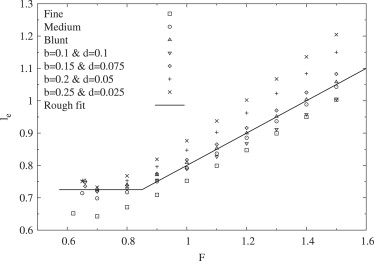 1.3
Fine
Medium
1.2
Blunt
b=0.1 & d=0.1
1.1
b=0.15 & d=0.075
b=0.2 & d=0.05
b=0.25 & d=0.025
1
Rough fit
l_e
0.9
0.8
0.7
0.6
0.6 0.8 1 1.2 1.4 1.6
F